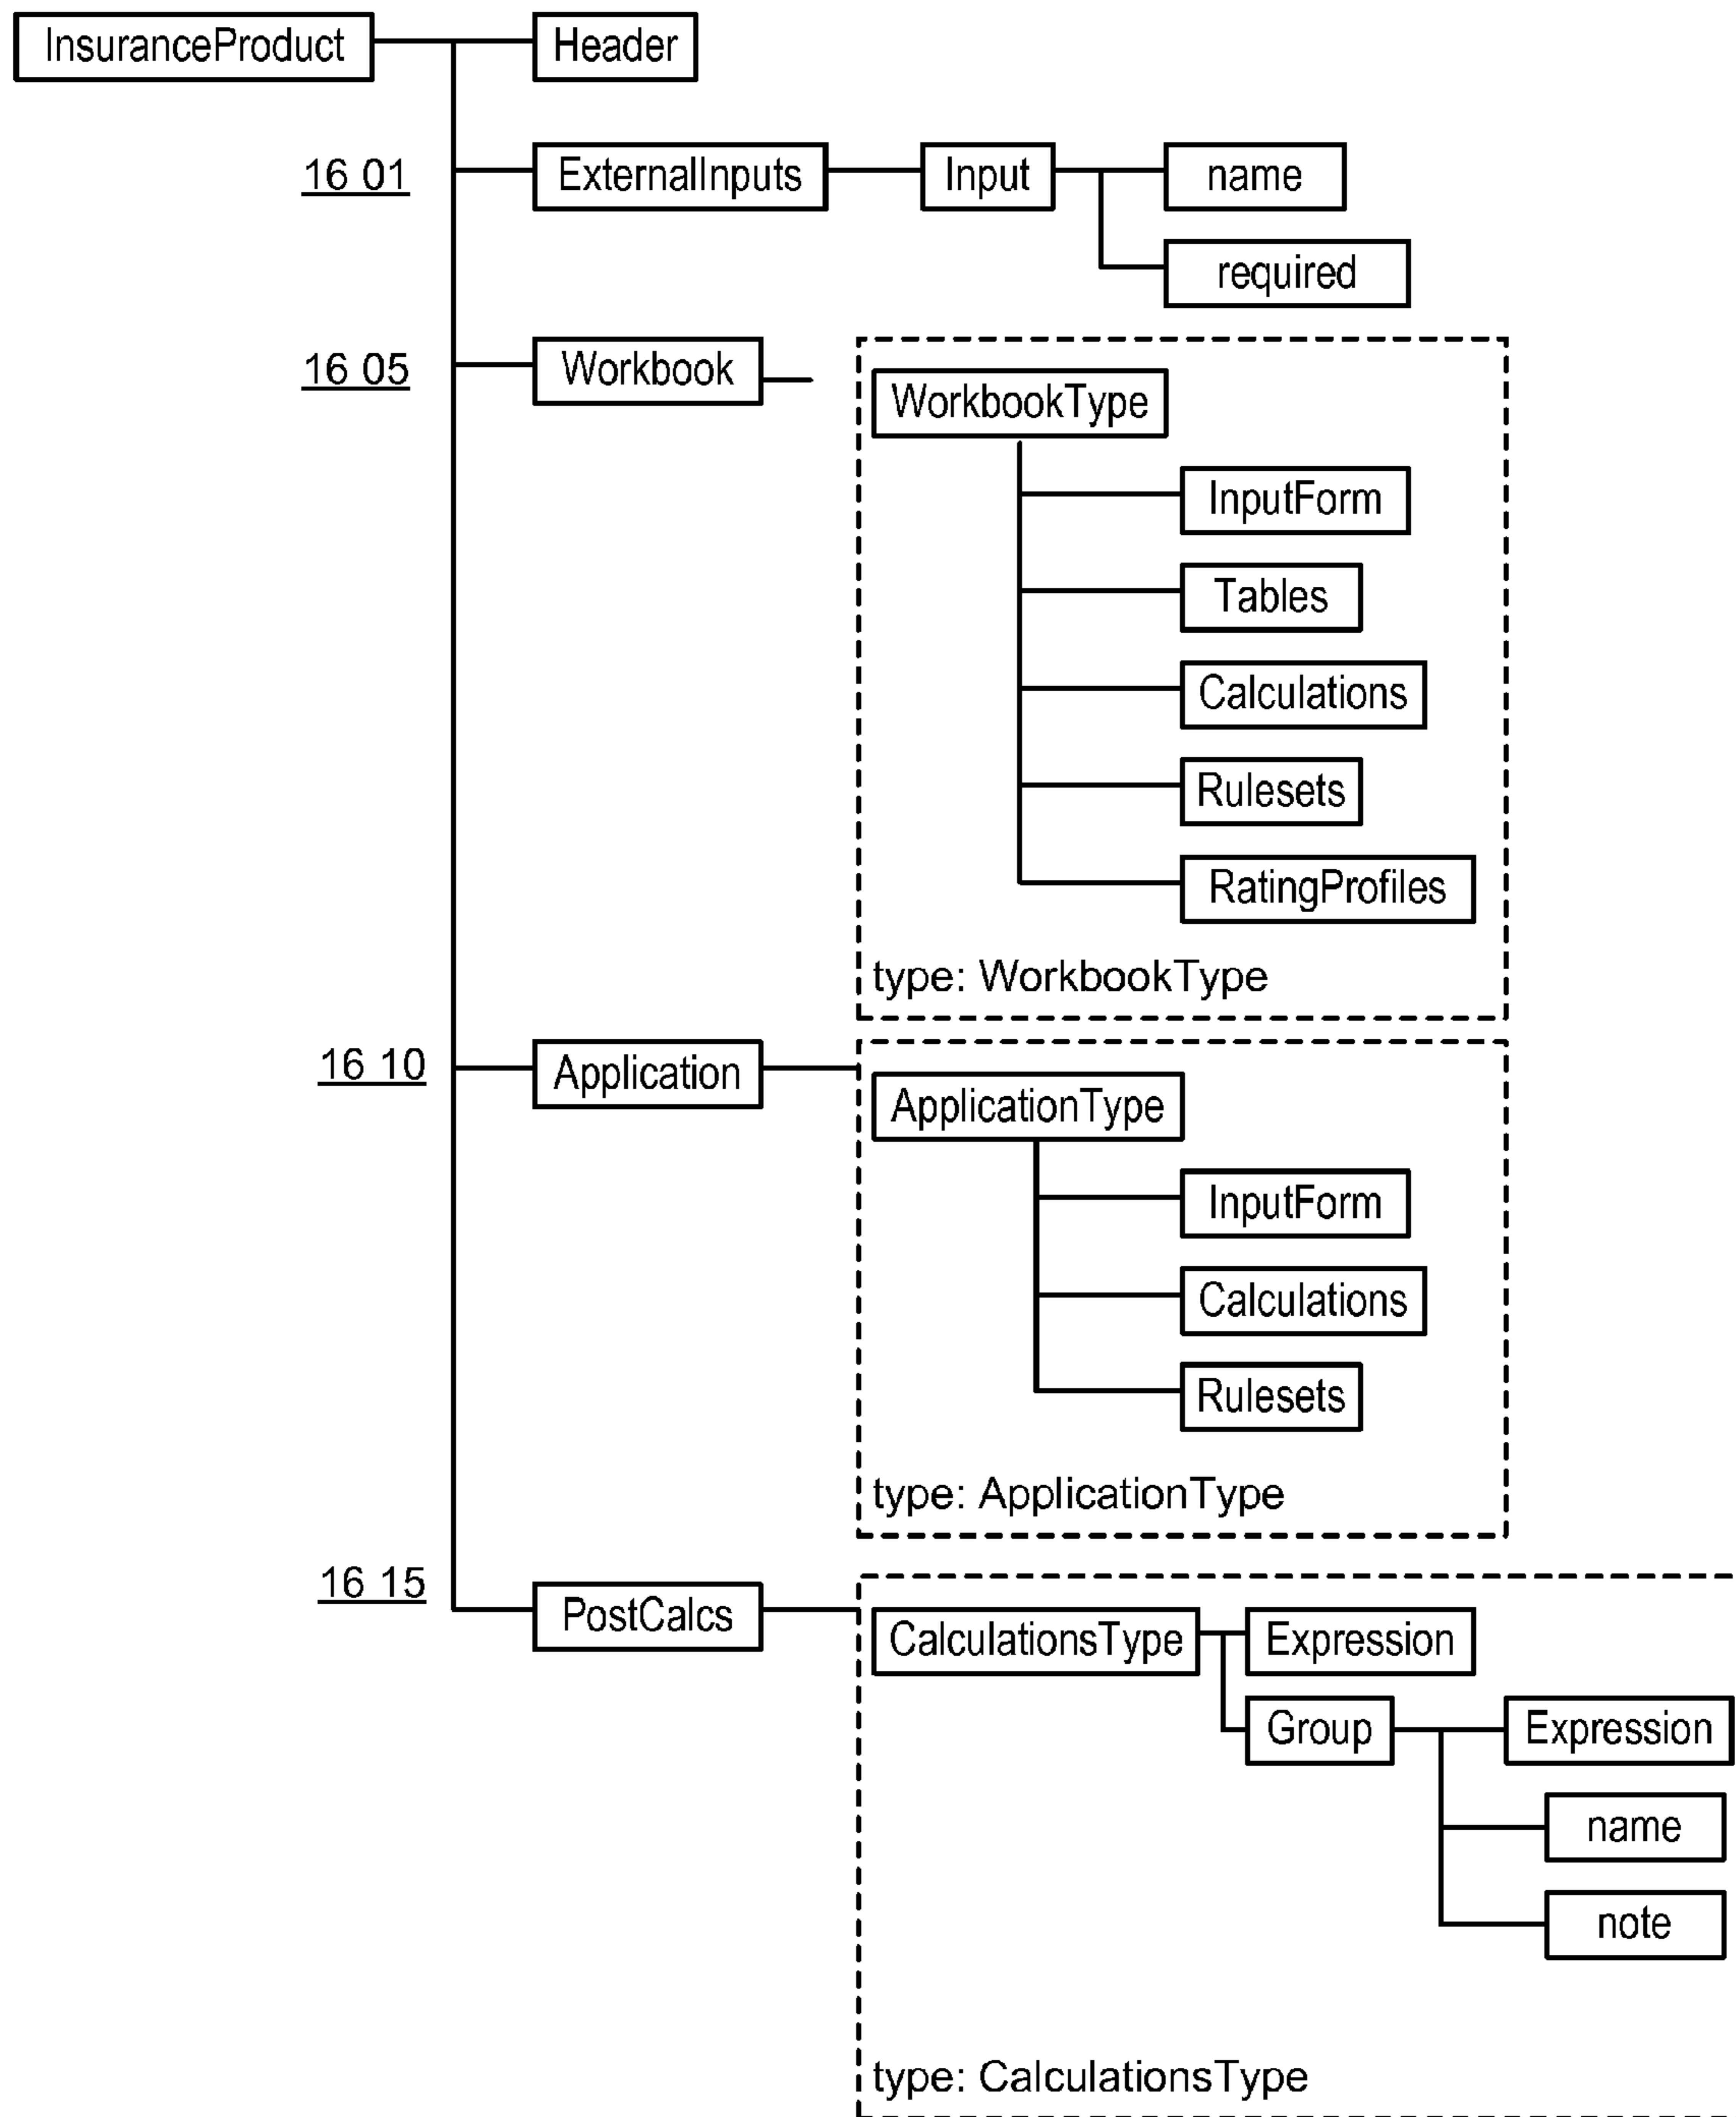 InsuranceProduct
Header
16 01
ExternalInputs
Input
name
required
16 05
Workbook
WorkbookType
InputForm
Tables
Calculations
Rulesets
RatingProfiles
type: WorkbookType
16 10
Application
ApplicationType
InputForm
Calculations
Rulesets
type: ApplicationType
16 15
PostCalcs
CalculationsType
Expression
Group
Expression
name
note
type: CalculationsType